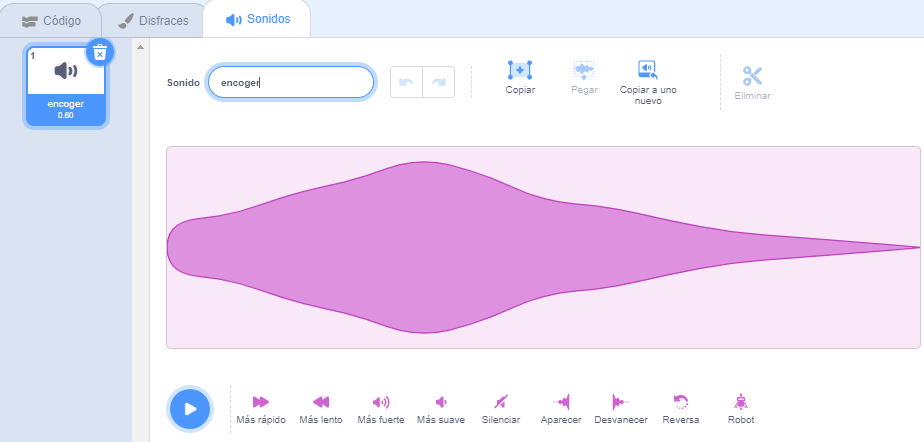 Código
Disfraces
Sonidos
1
encoger
0.60
Sonido
encoger
Copiar
Pegar
Copiar a uno
nuevo
Eliminar
Más rápido
Más lento
Más fuerte
Más suave
Silenciar
Aparecer
Desvanecer
Reversa
Robot